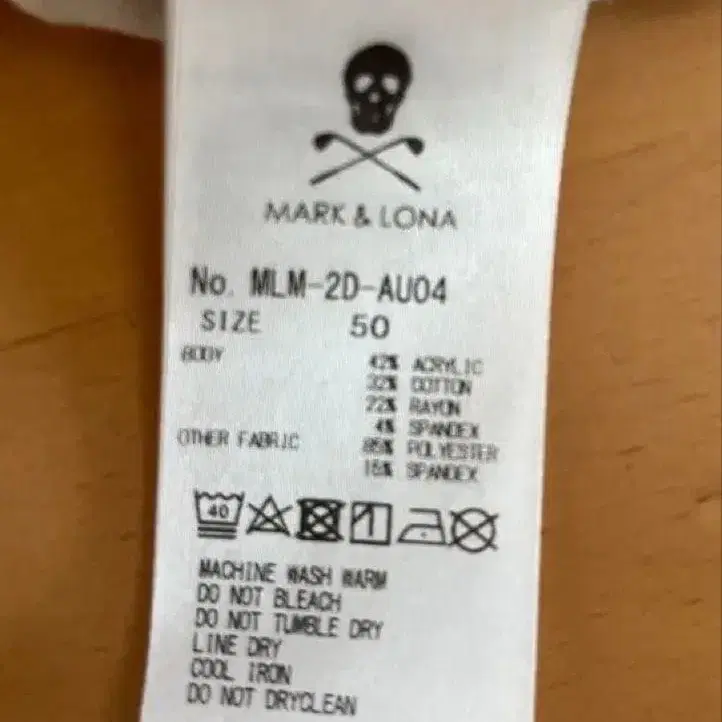 MARK & LONA
No. MLM-2D-AU04
SIZE 50
BODY 42% ACRYLIC
32% COTTON
22% RAYON
4% SPANDEX
OTHER FABRIC 85% POLYESTER
15% SPANDEX
40
MACHINE WASH WARM
DO NOT BLEACH
DO NOT TUMBLE DRY
LINE DRY
COOL IRON
DO NOT DRYCLEAN